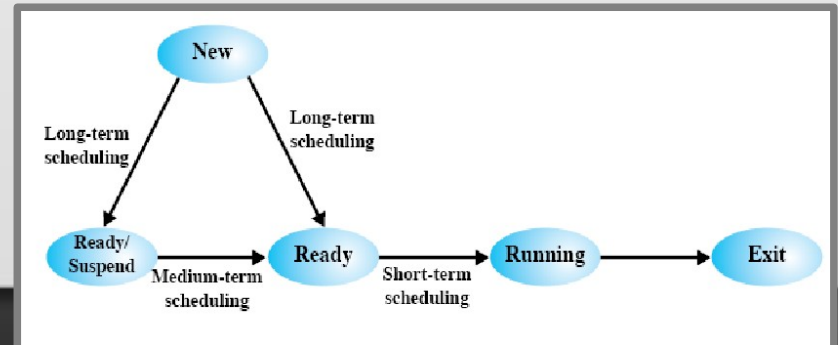 New
Long-term
scheduling
Long-term
scheduling
Ready/
Suspend
Medium-term
scheduling
Ready
Short-term
scheduling
Running
Exit